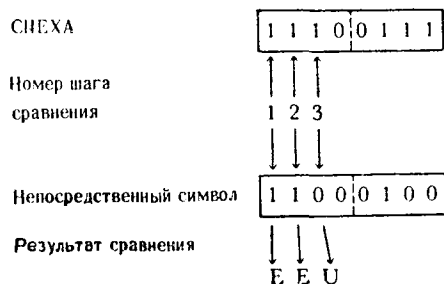 СПЕХА 1 1 1 0 0 1 1 1
Номер шага
сравнения 1 2 3
Непосредственный символ 1 1 0 0 0 1 0 0
Результат сравнения
E E U